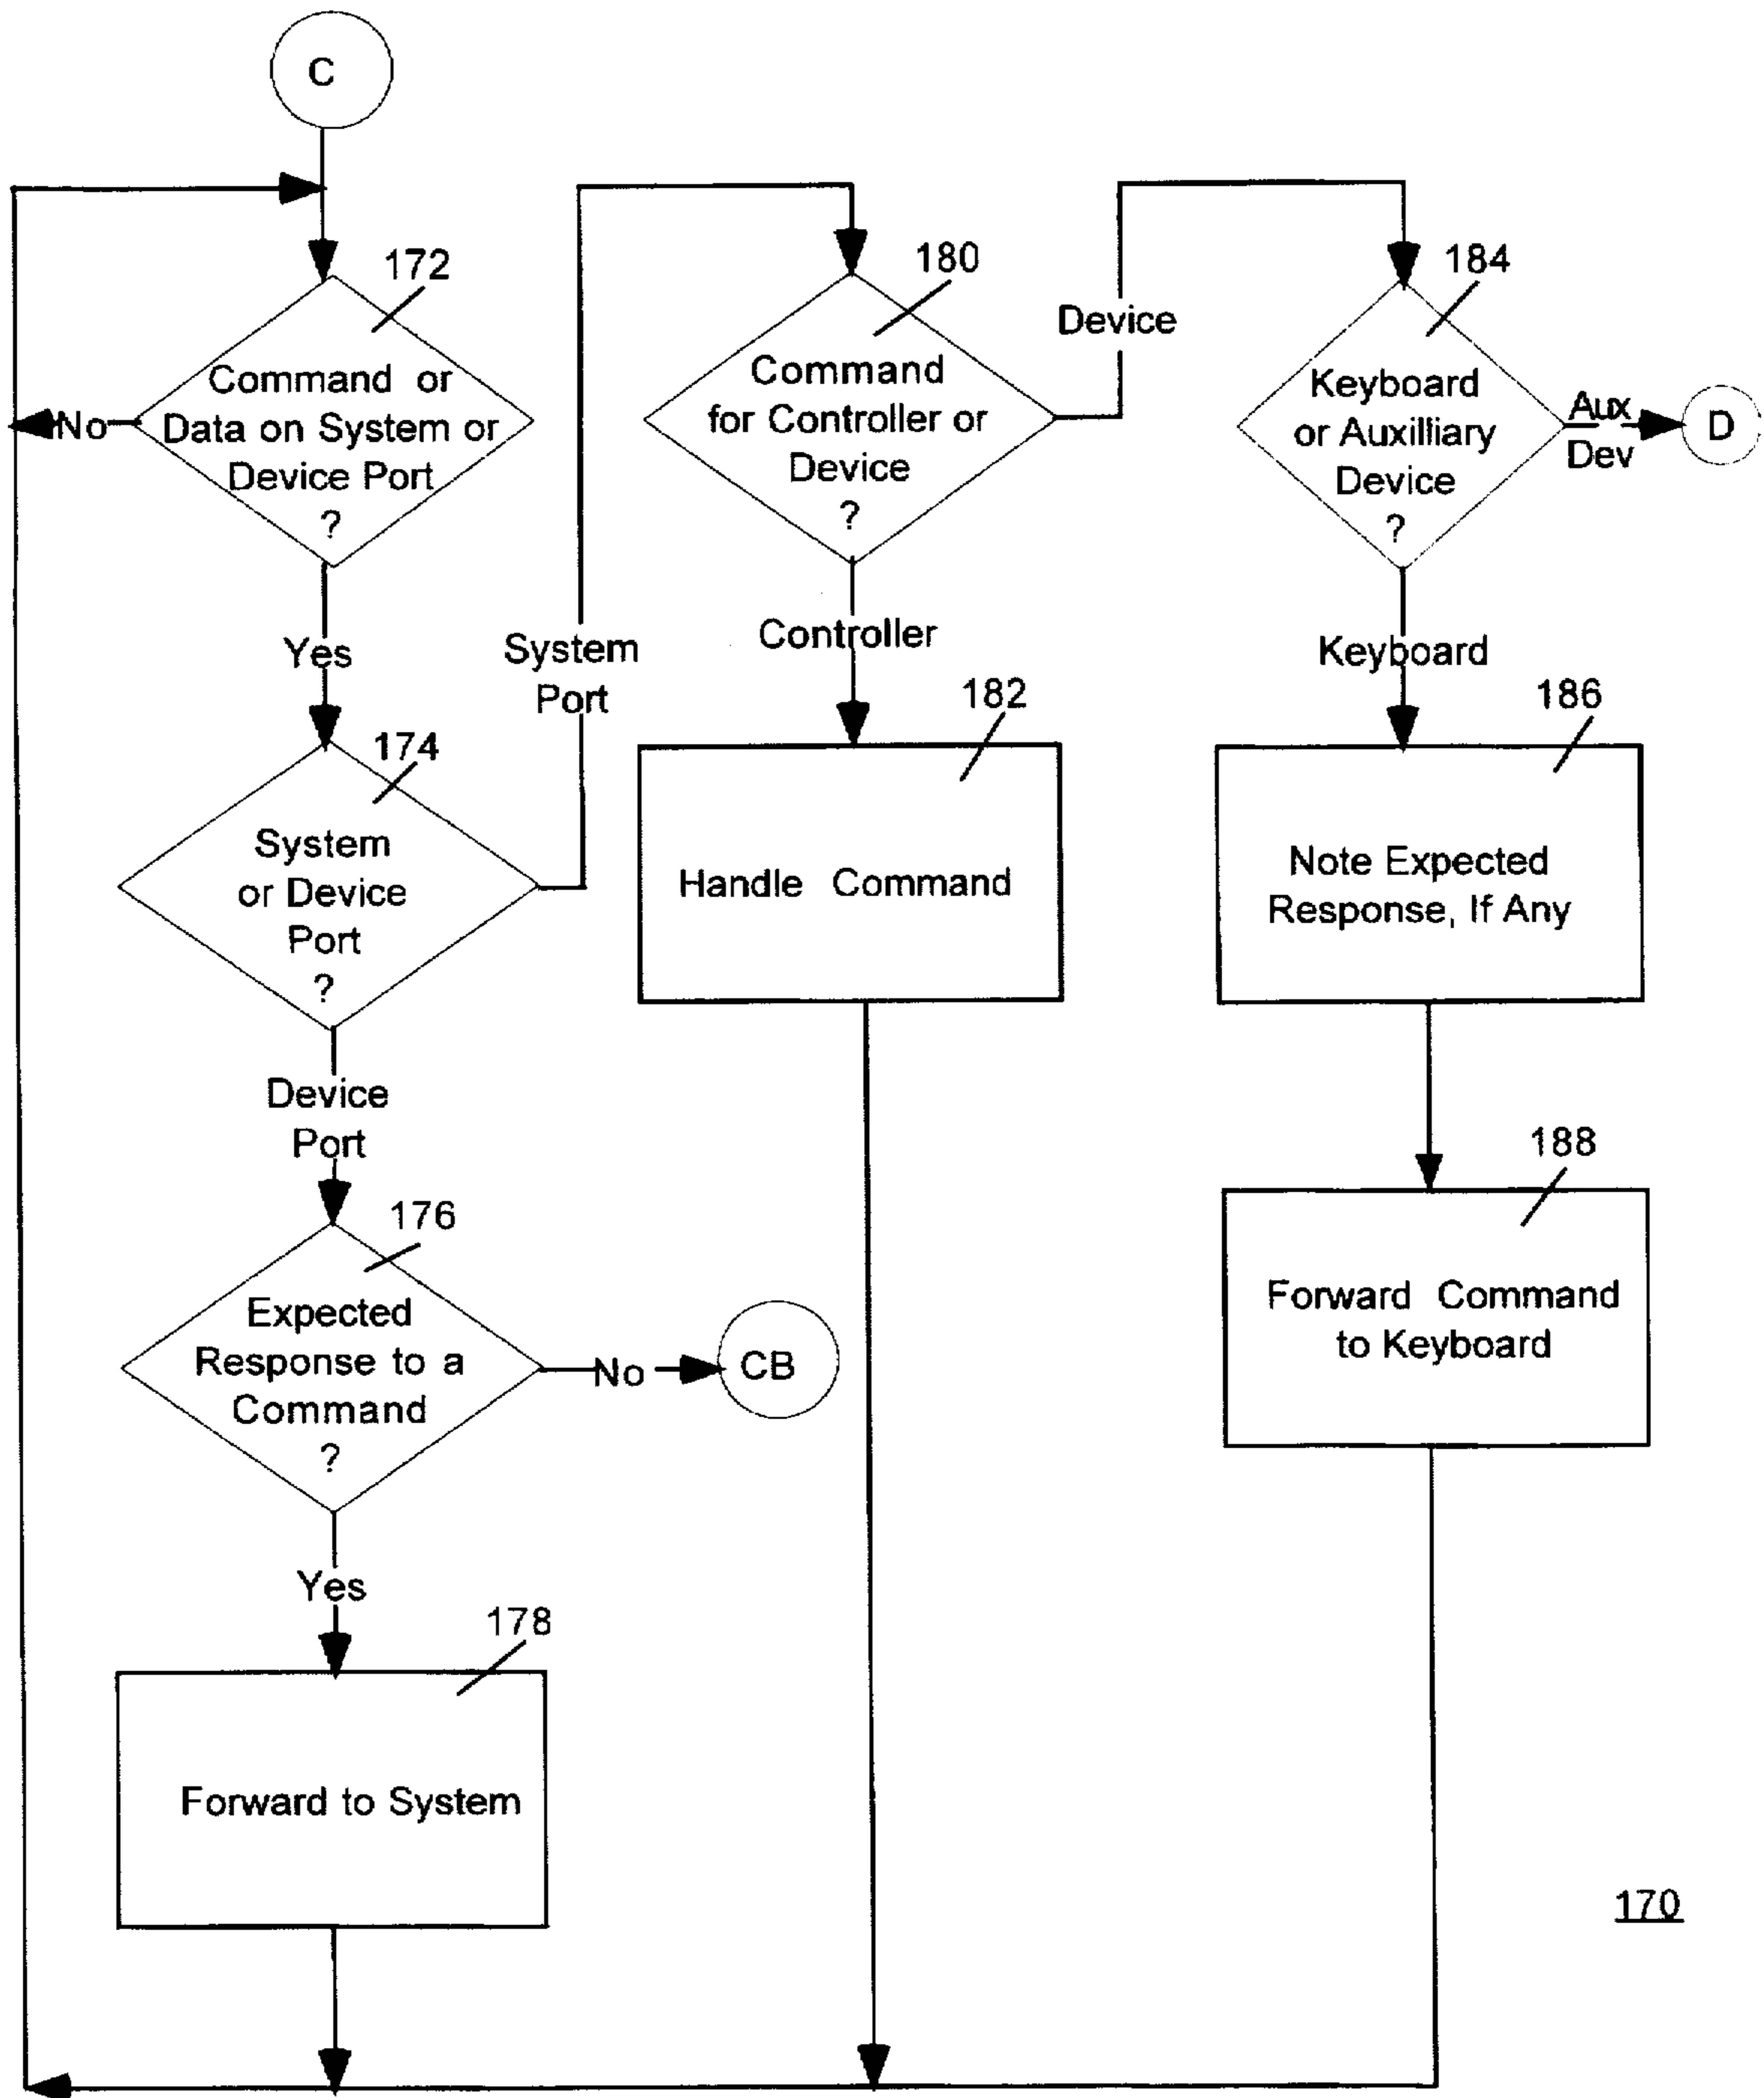 C
172
Command or
Data on System or
Device Port
?
No
Yes
174
System
or Device
Port
?
System
Port
Device
Port
176
Expected
Response to a
Command
?
No
CB
Yes
178
Forward to System
180
Command
for Controller or
Device
?
Device
Controller
182
Handle Command
184
Keyboard
or Auxilliary
Device
?
Aux
Dev
D
Keyboard
186
Note Expected
Response, If Any
188
Forward Command
to Keyboard
170